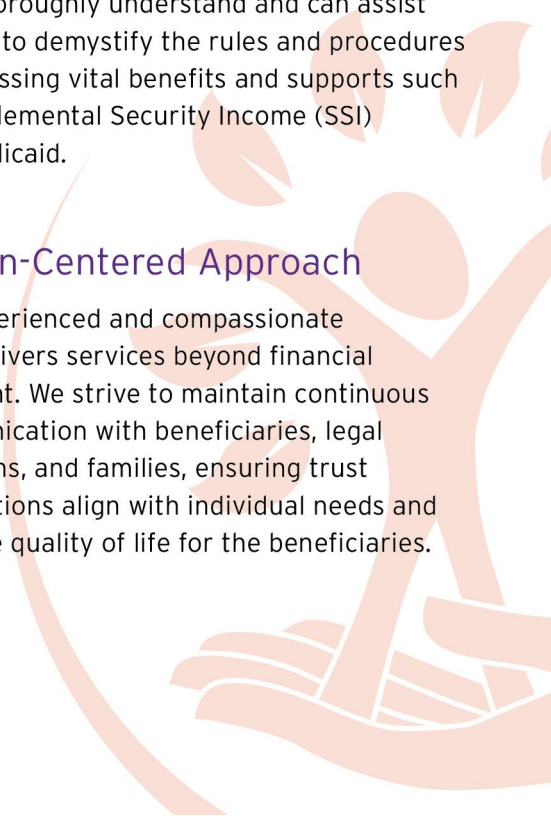 oroughly understand and can assist
to demystify the rules and procedures
ssing vital benefits and supports such
lemental Security Income (SSI)
licaid.
n-Centered Approach
erienced and compassionate
ivers services beyond financial
nt. We strive to maintain continuous
nication with beneficiaries, legal
ns, and families, ensuring trust
tions align with individual needs and
e quality of life for the beneficiaries.